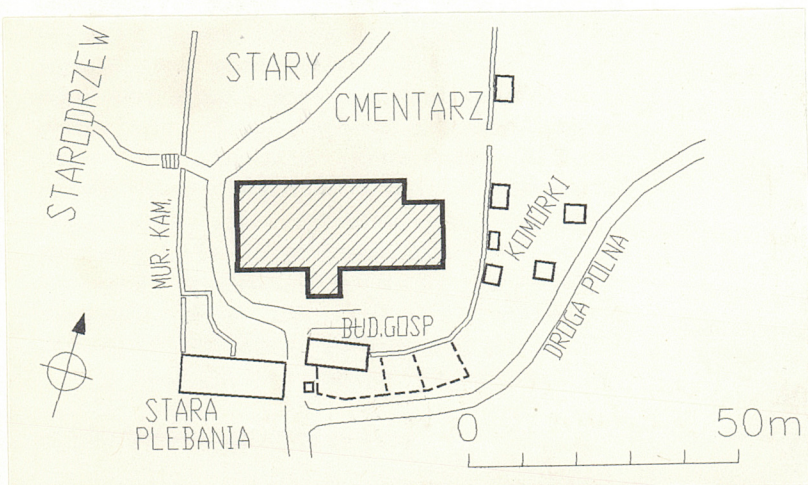 STARY
CMENTARZ
STARODRZEW
MUR. KAM.
KOMÓRKI
DROGA POLNA
BUD.GOSP
STARA
PLEBANIA
0 50m